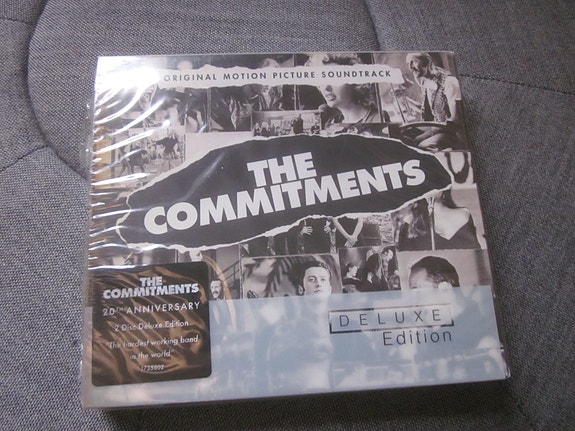 ORIGINAL MOTION PICTURE SOUNDTRACK
THE
COMMITMENTS
THE
COMMITMENTS
20TH ANNIVERSARY
2 Disc Deluxe Edition
"The hardest working band
in the world"
DELUXE
Edition